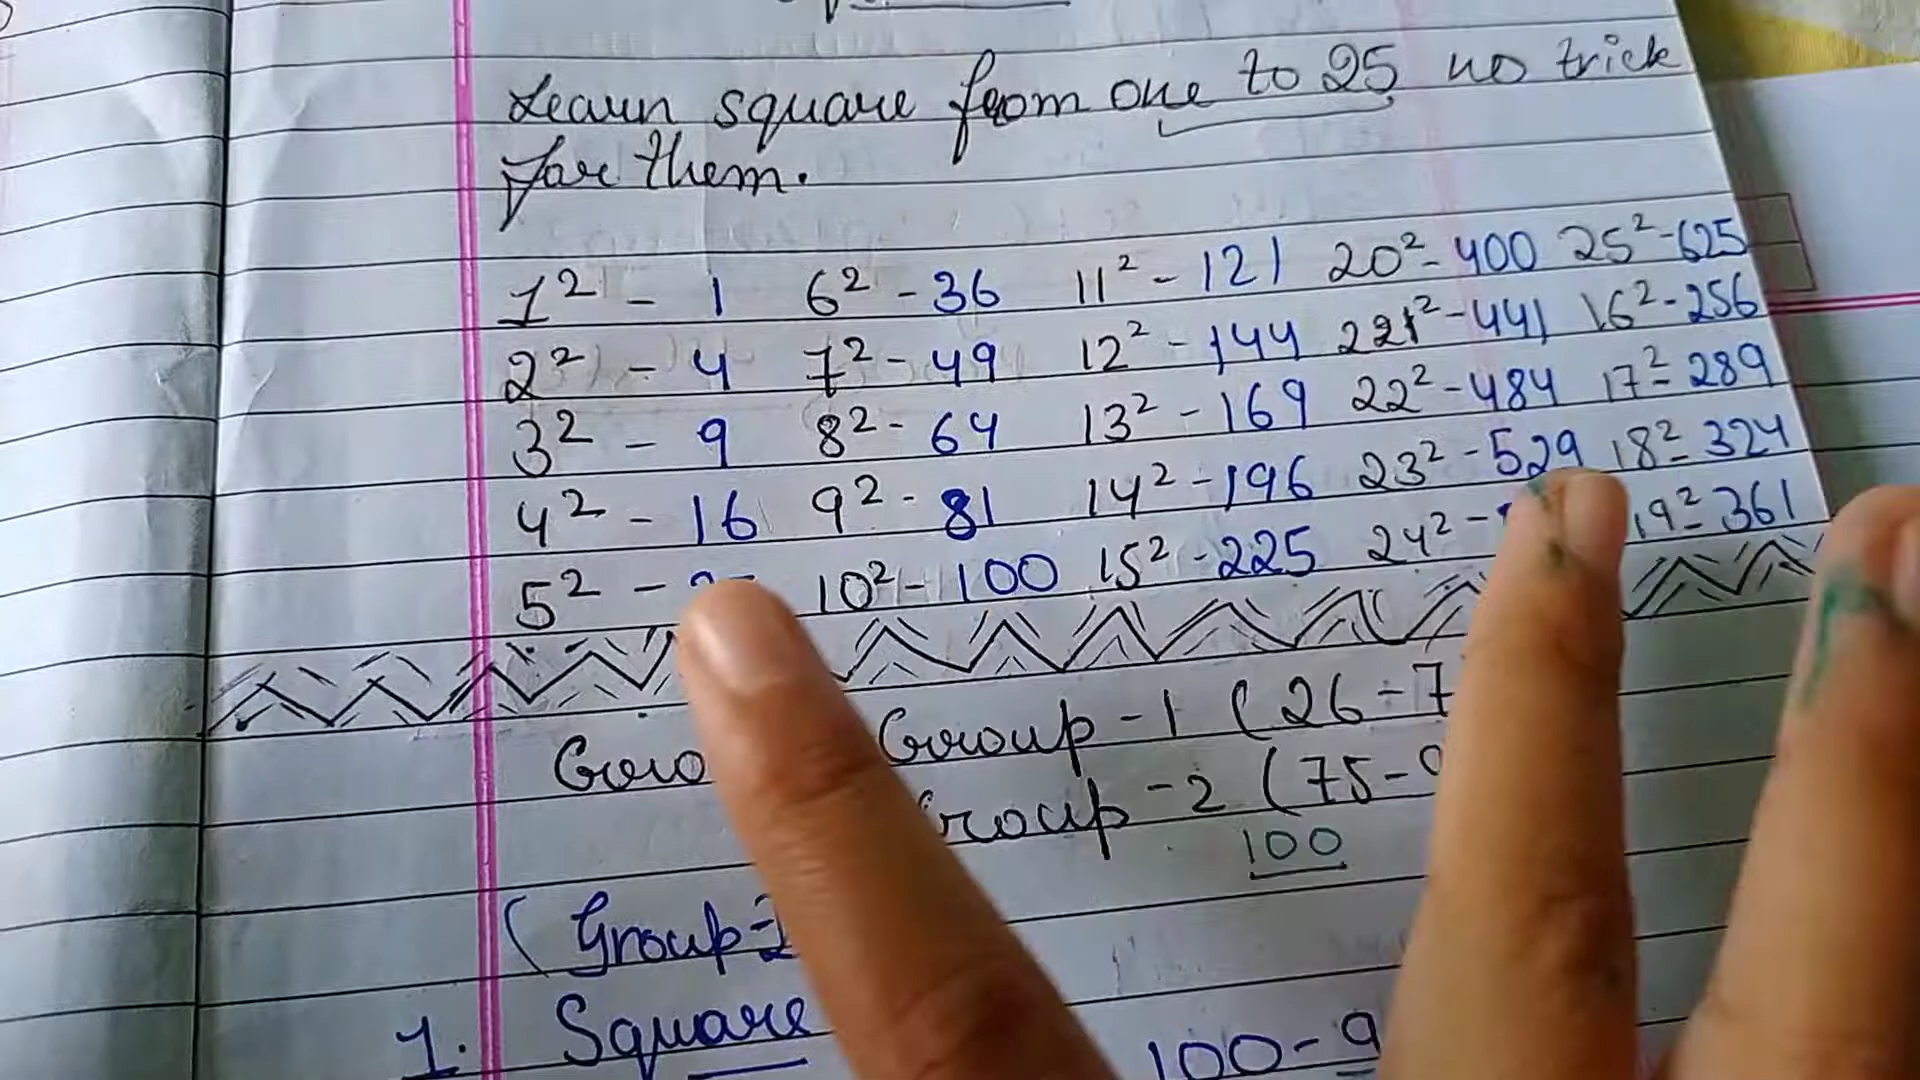 Learn square from one to 25 no trick
for them.
1² - 1 6² - 36 11² - 121 20² - 400 25² - 625
2² - 4 7² - 49 12² - 144 21² - 441 16² - 256
3² - 9 8² - 64 13² - 169 22² - 484 17² - 289
4² - 16 9² - 81 14² - 196 23² - 529 18² - 324
5² - 10² - 100 15² - 225 24² - 19² - 361
Group-1 (26-7
Group-2 (75-9
100
(Group-2
1. Square 100-9